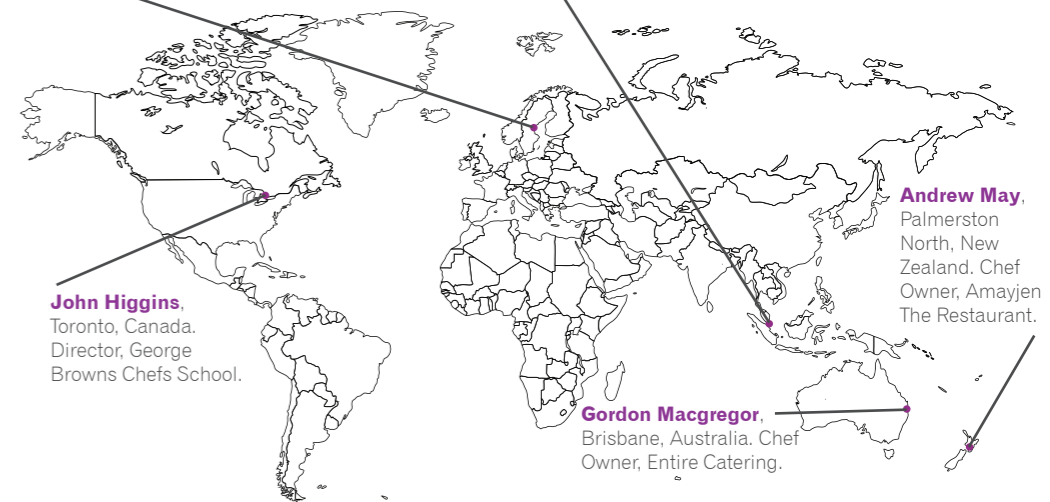 Andrew May,
Palmerston
North, New
Zealand. Chef
Owner, Amayjen
The Restaurant.
John Higgins,
Toronto, Canada.
Director, George
Browns Chefs School.
Gordon Macgregor,
Brisbane, Australia. Chef
Owner, Entire Catering.